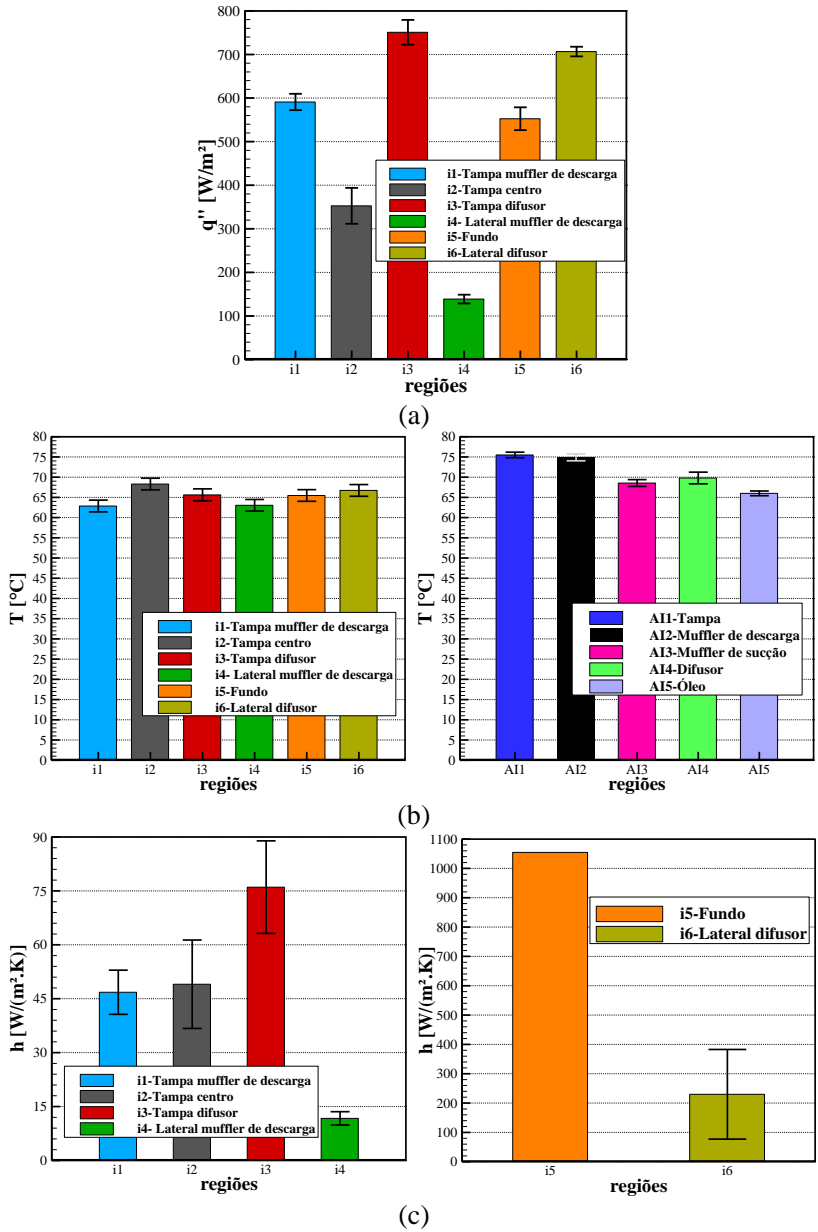 800
700
600
500
400
300
200
100
0
q'' [W/m²]
i1-Tampa muffler de descarga
i2-Tampa centro
i3-Tampa difusor
i4- Lateral muffler de descarga
i5-Fundo
i6-Lateral difusor
i1 i2 i3 i4 i5 i6
regiões
(a)
80
75
70
65
60
55
50
45
40
35
30
25
20
15
10
5
0
T [°C]
i1-Tampa muffler de descarga
i2-Tampa centro
i3-Tampa difusor
i4- Lateral muffler de descarga
i5-Fundo
i6-Lateral difusor
i1 i2 i3 i4 i5 i6
regiões
80
75
70
65
60
55
50
45
40
35
30
25
20
15
10
5
0
T [°C]
AI1-Tampa
AI2-Muffler de descarga
AI3-Muffler de sucção
AI4-Difusor
AI5-Óleo
AI1 AI2 AI3 AI4 AI5
regiões
(b)
90
75
60
45
30
15
0
h [W/(m².K)]
i1-Tampa muffler de descarga
i2-Tampa centro
i3-Tampa difusor
i4- Lateral muffler de descarga
i1 i2 i3 i4
regiões
1100
1000
900
800
700
600
500
400
300
200
100
0
h [W/(m².K)]
i5-Fundo
i6-Lateral difusor
i5 i6
regiões
(c)